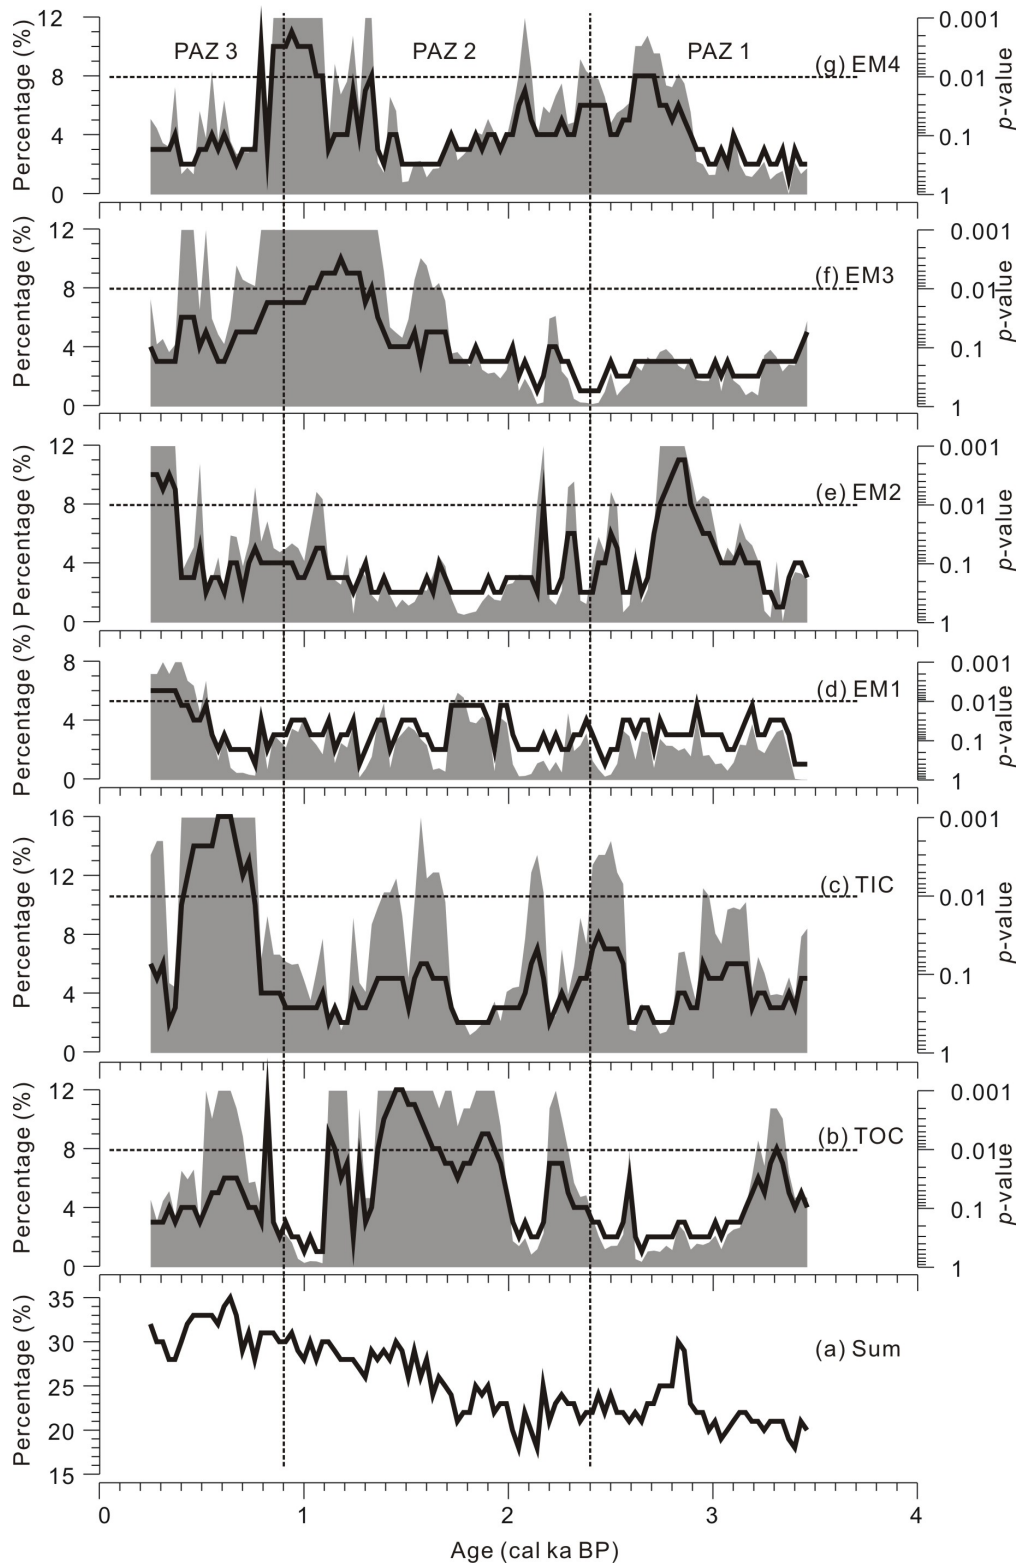 12
8
4
0
Percentage (%)
PAZ 3
PAZ 2
PAZ 1
(g) EM4
0.001
0.01
0.1
1
p-value
12
8
4
0
Percentage (%)
(f) EM3
0.001
0.01
0.1
1
p-value
12
8
4
0
Percentage (%)
(e) EM2
0.001
0.01
0.1
1
8
4
0
Percentage (%)
(d) EM1
0.001
0.01
0.1
1
p-value
16
12
8
4
0
Percentage (%)
(c) TIC
0.001
0.01
0.1
1
p-value
12
8
4
0
Percentage (%)
(b) TOC
0.001
0.01
0.1
1
p-value
35
30
25
20
15
Percentage (%)
(a) Sum
0 1 2 3 4
Age (cal ka BP)